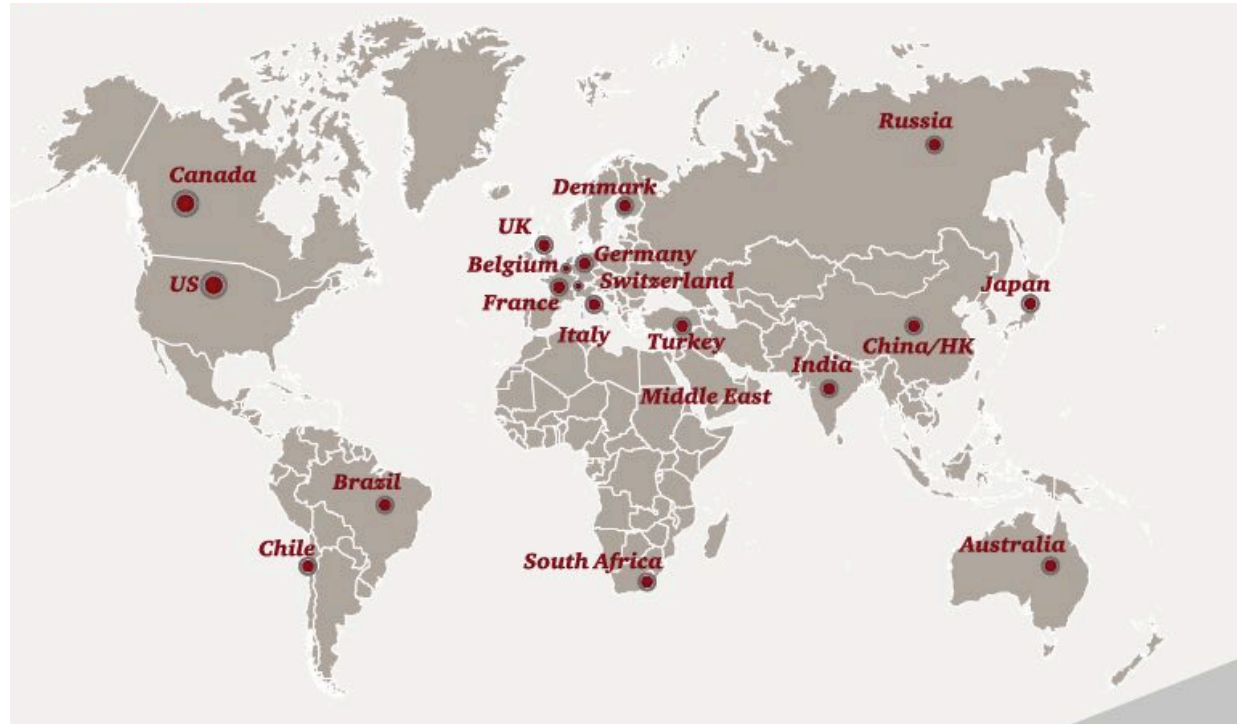 Russia
Canada
Denmark
UK
Germany
Belgium
Switzerland
US
Japan
France
Italy
Turkey
China/HK
India
Middle East
Brazil
Chile
Australia
South Africa